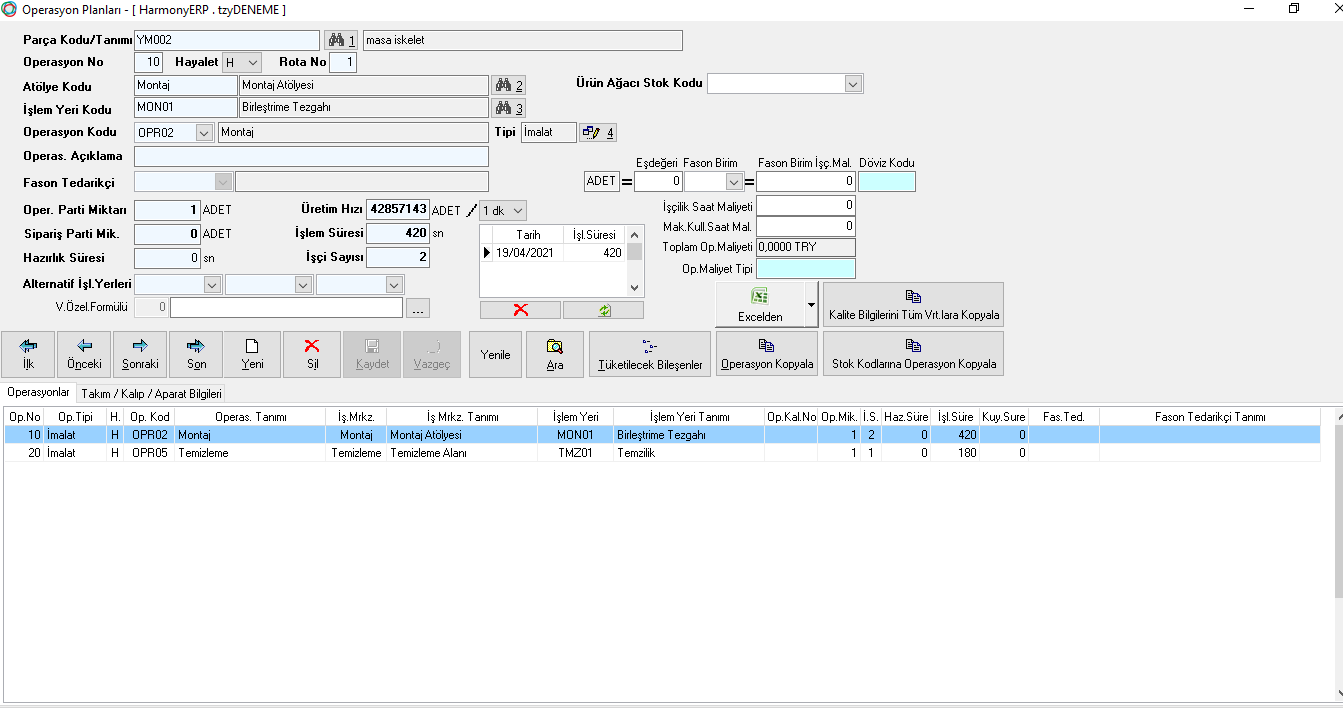 Operasyon Planları - [ HarmonyERP . tzyDENEME ]
Parça Kodu/Tanımı YM002 1 masa iskelet
Operasyon No 10 Hayalet H Rota No 1
Atölye Kodu Montaj Montaj Atölyesi 2 Ürün Ağacı Stok Kodu
İşlem Yeri Kodu MON01 Birleştrime Tezgahı 3
Operasyon Kodu OPR02 Montaj Tipi İmalat 4
Operas. Açıklama
Eşdeğeri Fason Birim Fason Birim İşç.Mal. Döviz Kodu
Fason Tedarikçi ADET = 0 = 0
Oper. Parti Miktarı 1 ADET Üretim Hızı 42857143 ADET / 1 dk İşçilik Saat Maliyeti 0
Sipariş Parti Mik. 0 ADET İşlem Süresi 420 sn Tarih İşl.Süresi Mak.Kull.Saat Mal. 0
Hazırlık Süresi 0 sn İşçi Sayısı 2 19/04/2021 420 Toplam Op.Maliyeti 0,0000 TRY
Op.Maliyet Tipi
Alternatif İşl.Yerleri
V.Özel.Formülü 0 ...
Excelden Kalite Bilgilerini Tüm Vrt.lara Kopyala
İlk Önceki Sonraki Son Yeni Sil Kaydet Vazgeç Yenile Ara Tüketilecek Bileşenler Operasyon Kopyala Stok Kodlarına Operasyon Kopyala
Operasyonlar Takım / Kalıp / Aparat Bilgileri
Op.No Op.Tipi H. Op. Kod Operas. Tanımı İş.Mrkz. İş Mrkz. Tanımı İşlem Yeri İşlem Yeri Tanımı Op.Kal.No Op.Mik. İ.S. Haz.Süre İşl.Süre Kuy.Sure Fas.Ted. Fason Tedarikçi Tanımı
10 İmalat H OPR02 Montaj Montaj Montaj Atölyesi MON01 Birleştrime Tezgahı 1 2 0 420 0
20 İmalat H OPR05 Temizleme Temizleme Temizleme Alanı TMZ01 Temzilik 1 1 0 180 0